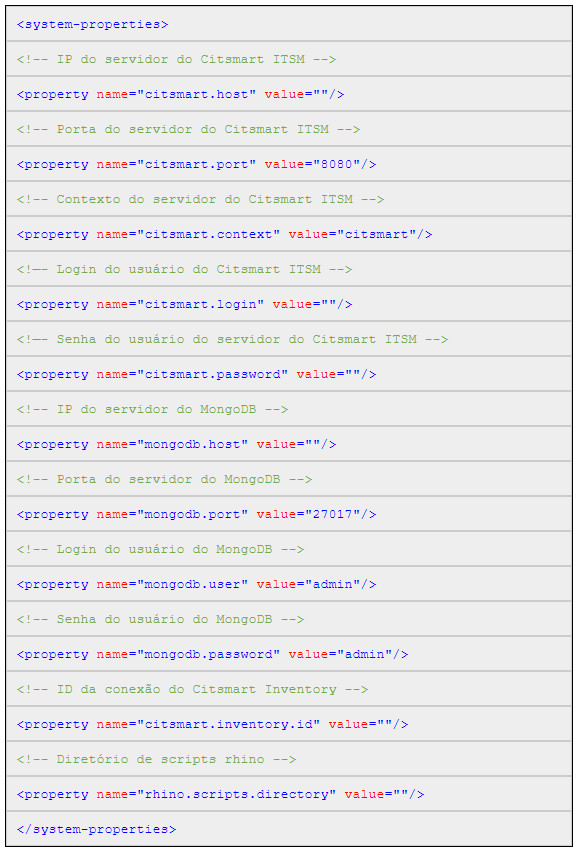 <system-properties>
<!-- IP do servidor do Citsmart ITSM -->
<property name="citsmart.host" value=""/>
<!-- Porta do servidor do Citsmart ITSM -->
<property name="citsmart.port" value="8080"/>
<!-- Contexto do servidor do Citsmart ITSM -->
<property name="citsmart.context" value="citsmart"/>
<!-- Login do usuário do Citsmart ITSM -->
<property name="citsmart.login" value=""/>
<!-- Senha do usuário do servidor do Citsmart ITSM -->
<property name="citsmart.password" value=""/>
<!-- IP do servidor do MongoDB -->
<property name="mongodb.host" value=""/>
<!-- Porta do servidor do MongoDB -->
<property name="mongodb.port" value="27017"/>
<!-- Login do usuário do MongoDB -->
<property name="mongodb.user" value="admin"/>
<!-- Senha do usuário do MongoDB -->
<property name="mongodb.password" value="admin"/>
<!-- ID da conexão do Citsmart Inventory -->
<property name="citsmart.inventory.id" value=""/>
<!-- Diretório de scripts rhino -->
<property name="rhino.scripts.directory" value=""/>
</system-properties>